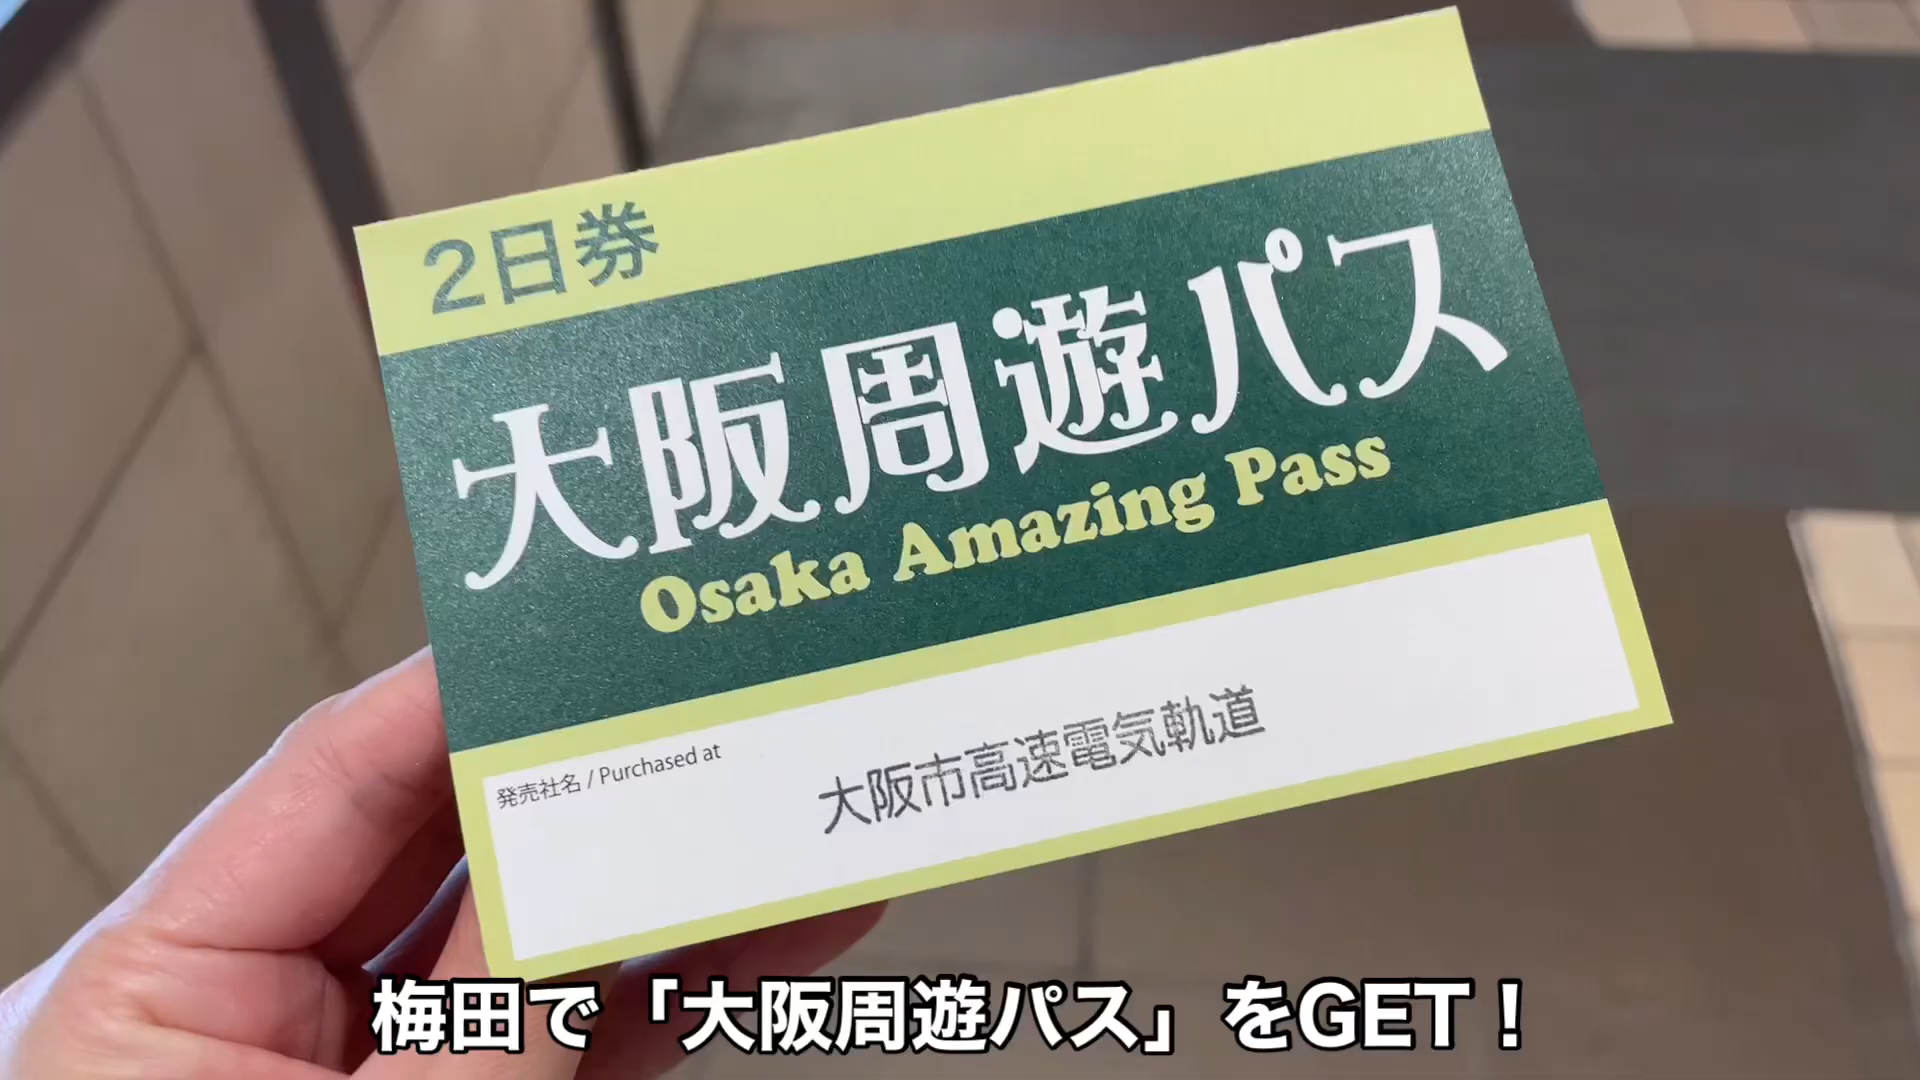 2日券
大阪周遊パス
Osaka Amazing Pass
発売社名 / Purchased at
大阪市高速電気軌道
梅田で「大阪周遊パス」をGET！